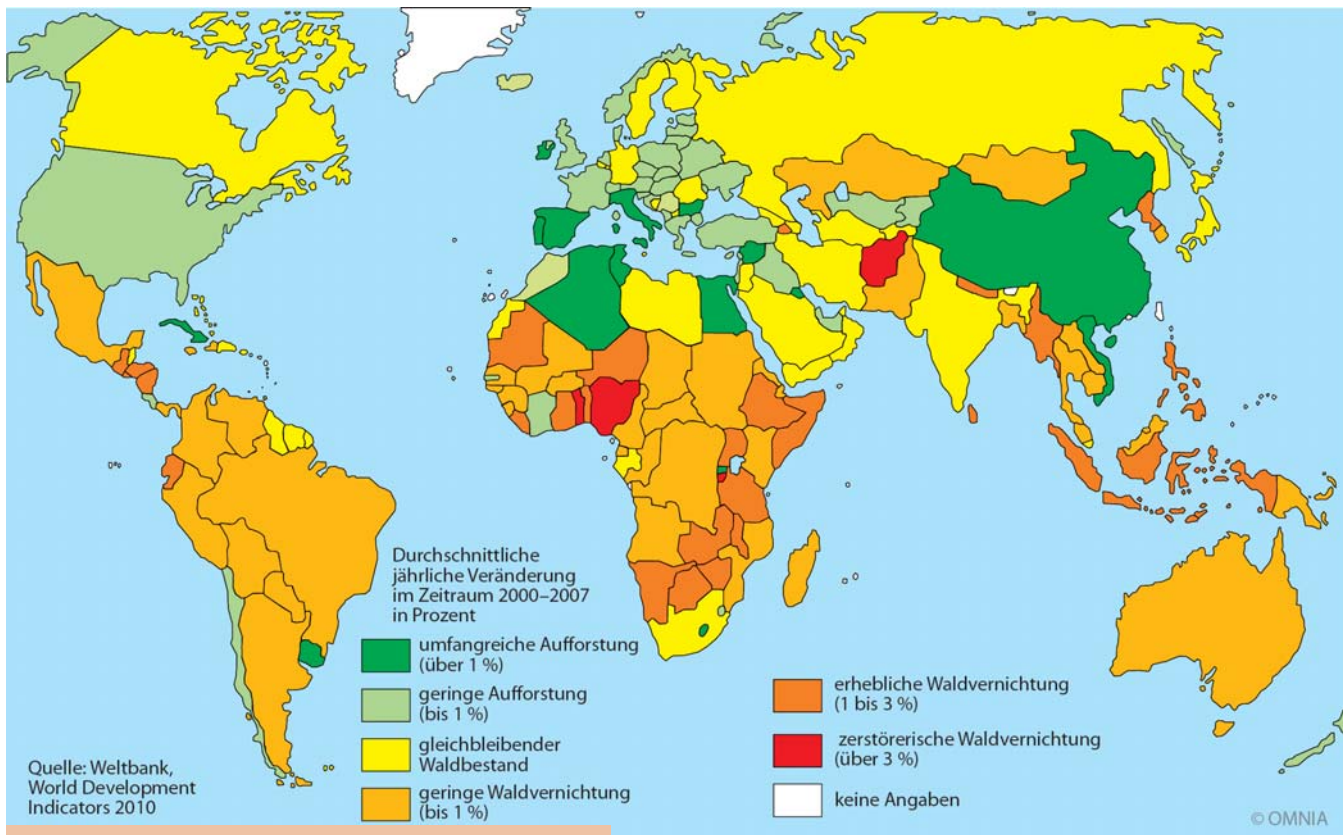 Durchschnittliche
jährliche Veränderung
im Zeitraum 2000–2007
in Prozent
umfangreiche Aufforstung
(über 1 %)
geringe Aufforstung
(bis 1 %)
gleichbleibender
Waldbestand
geringe Waldvernichtung
(bis 1 %)
erhebliche Waldvernichtung
(1 bis 3 %)
zerstörerische Waldvernichtung
(über 3 %)
keine Angaben
Quelle: Weltbank,
World Development
Indicators 2010
© OMNIA